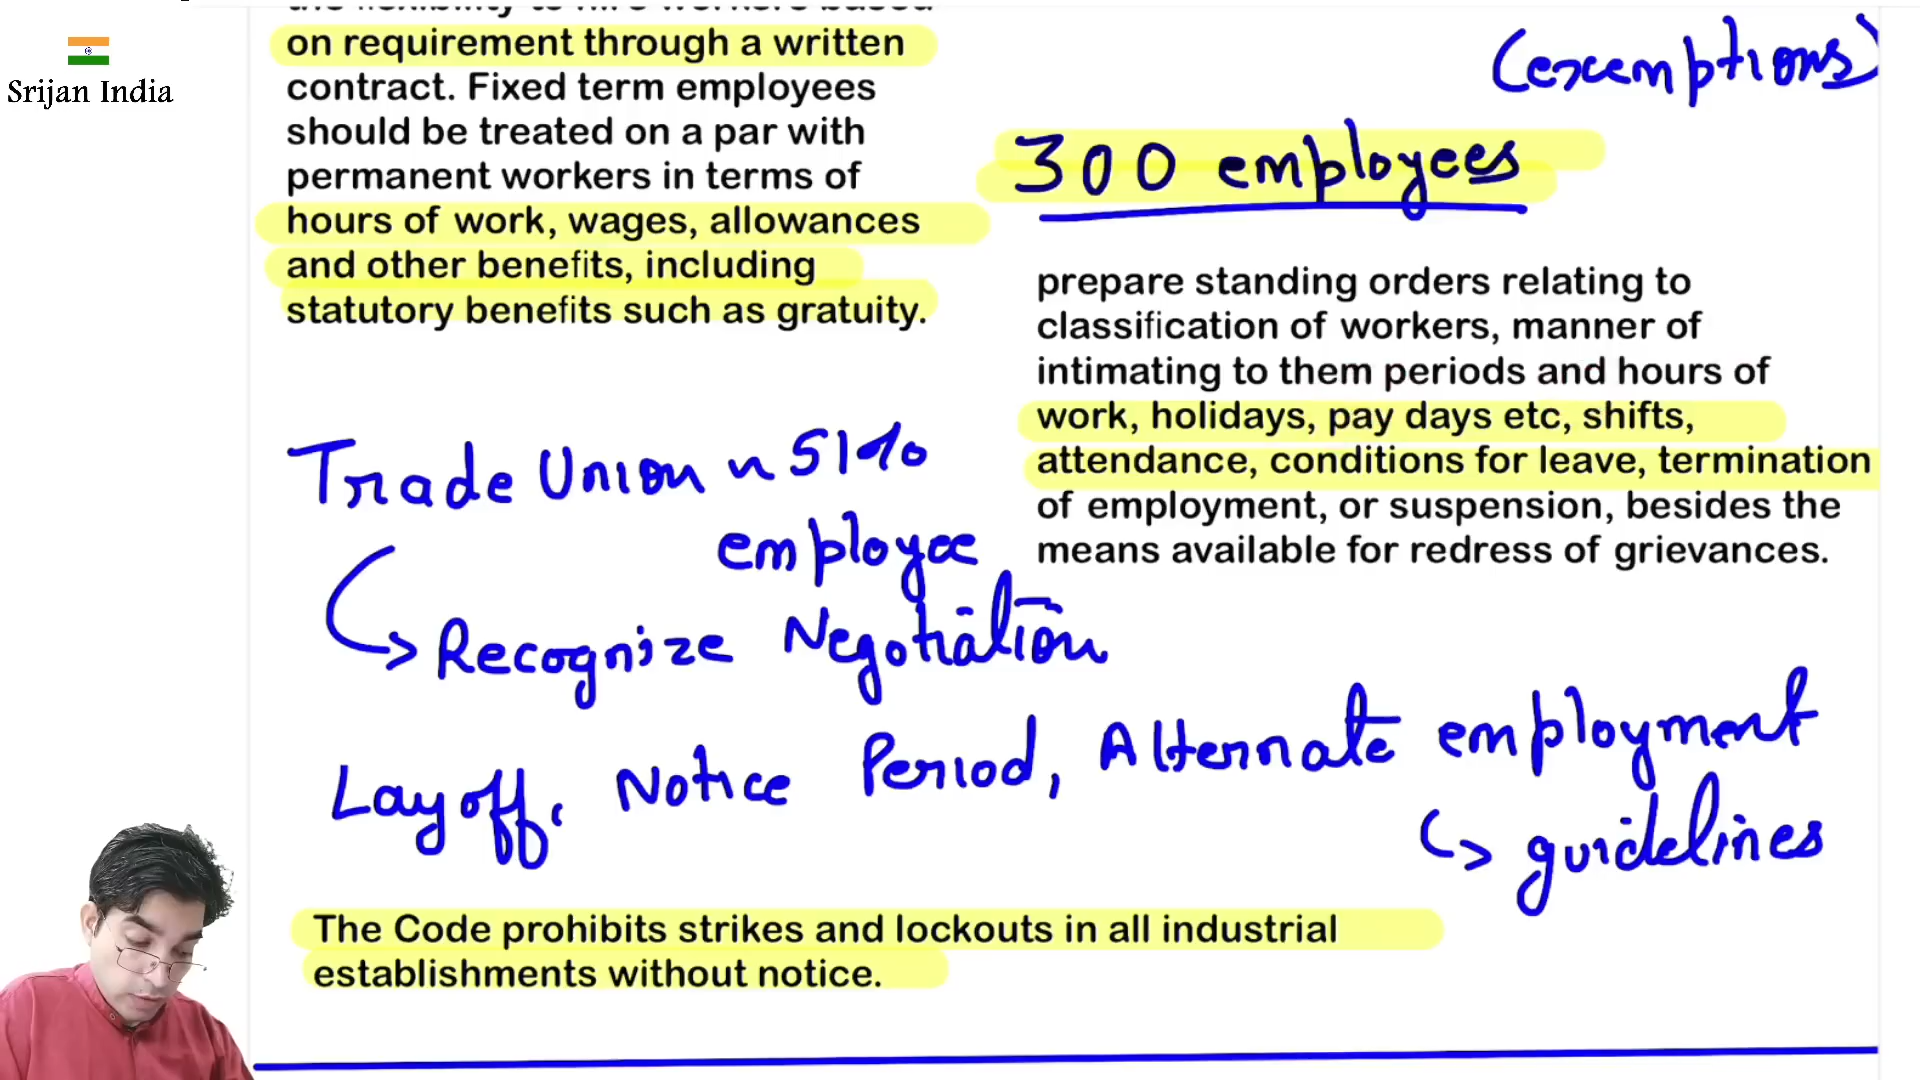 Srijan India
on requirement through a written
contract. Fixed term employees
should be treated on a par with
permanent workers in terms of
hours of work, wages, allowances
and other benefits, including
statutory benefits such as gratuity.
(exemptions)
300 employees
prepare standing orders relating to
classification of workers, manner of
intimating to them periods and hours of
work, holidays, pay days etc, shifts,
attendance, conditions for leave, termination
of employment, or suspension, besides the
means available for redress of grievances.
Trade Union 51%
employee
Recognize Negotiation
Layoff, Notice Period, Alternate employment
guidelines
The Code prohibits strikes and lockouts in all industrial
establishments without notice.